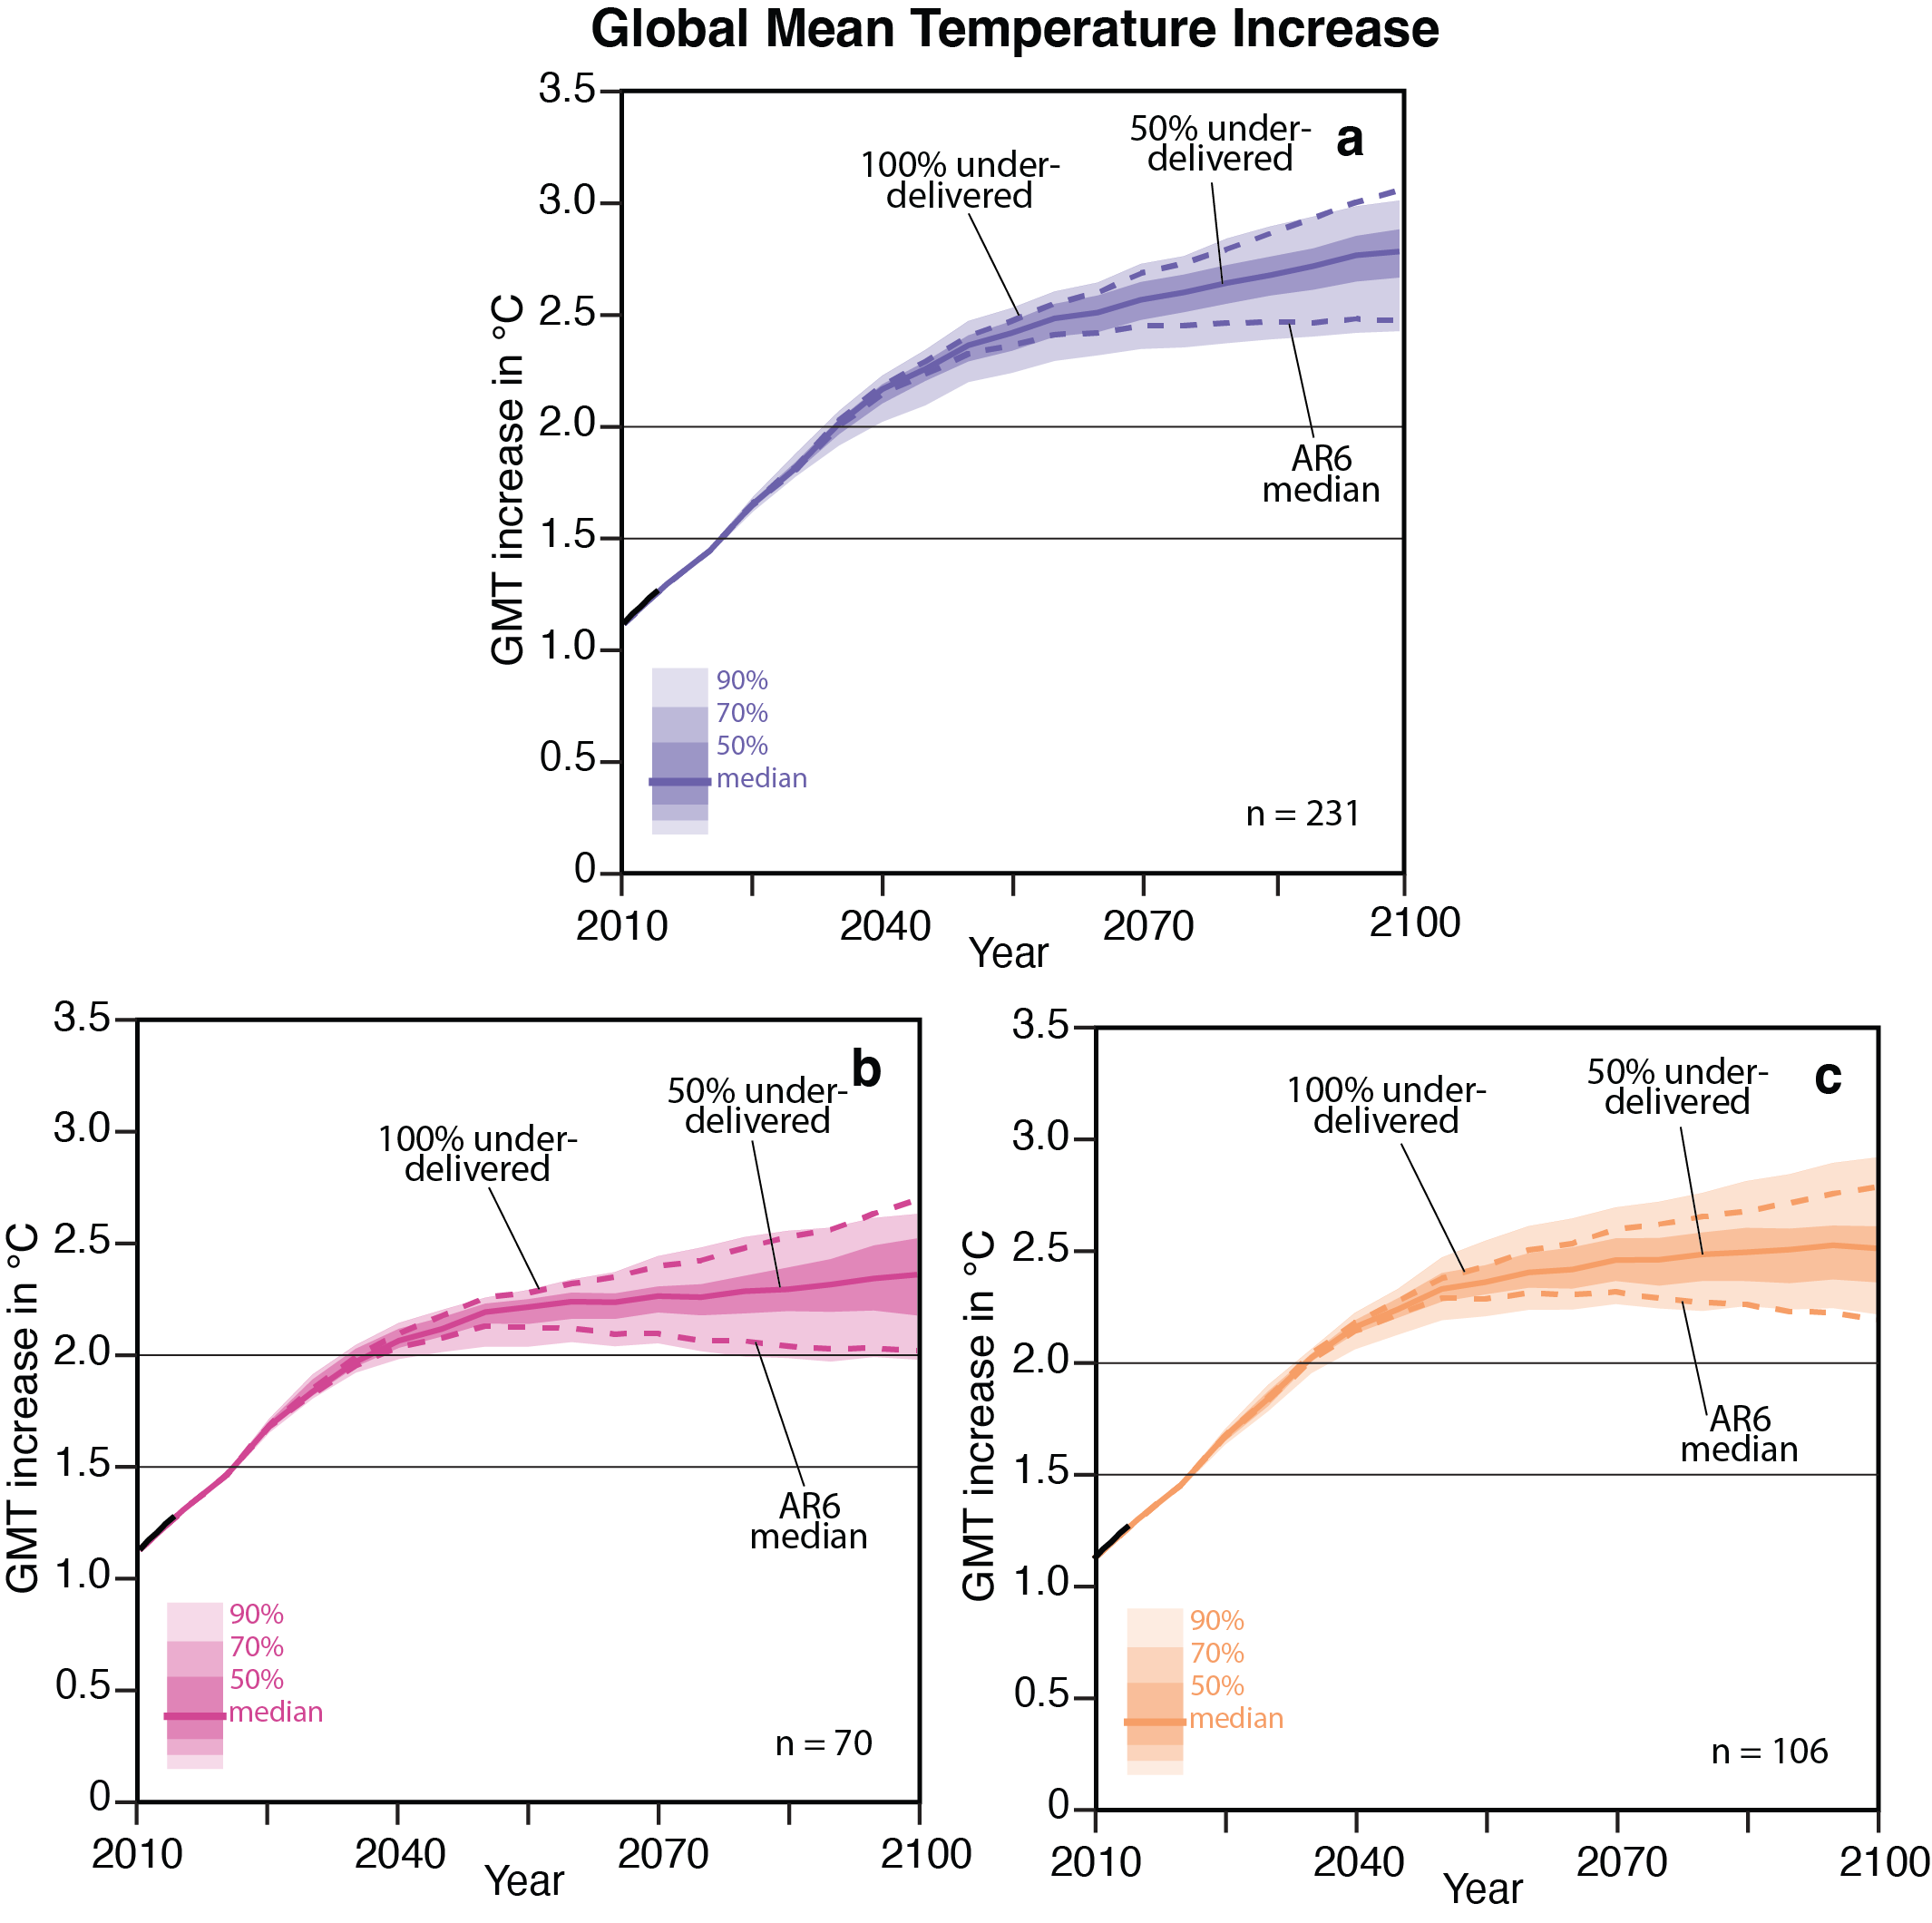 Global Mean Temperature Increase
3.5
3.0
2.5
2.0
1.5
1.0
0.5
0
GMT increase in °C
100% under-
delivered
50% under-
delivered
a
AR6
median
90%
70%
50%
median
n = 231
2010
2040
2070
2100
Year
3.5
3.0
2.5
2.0
1.5
1.0
0.5
0
GMT increase in °C
100% under-
delivered
50% under-
delivered
b
AR6
median
90%
70%
50%
median
n = 70
2010
2040
2070
2100
Year
3.5
3.0
2.5
2.0
1.5
1.0
0.5
0
GMT increase in °C
100% under-
delivered
50% under-
delivered
c
AR6
median
90%
70%
50%
median
n = 106
2010
2040
2070
2100
Year